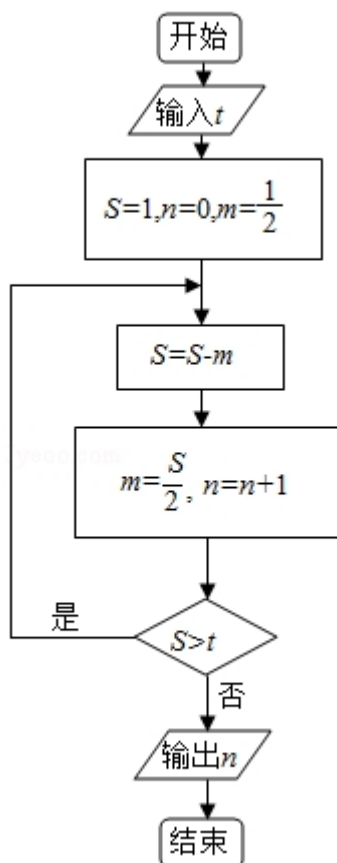 开始
输入t
S=1,n=0,m=1/2
S=S-m
m=S/2, n=n+1
是
S>t
否
输出n
结束